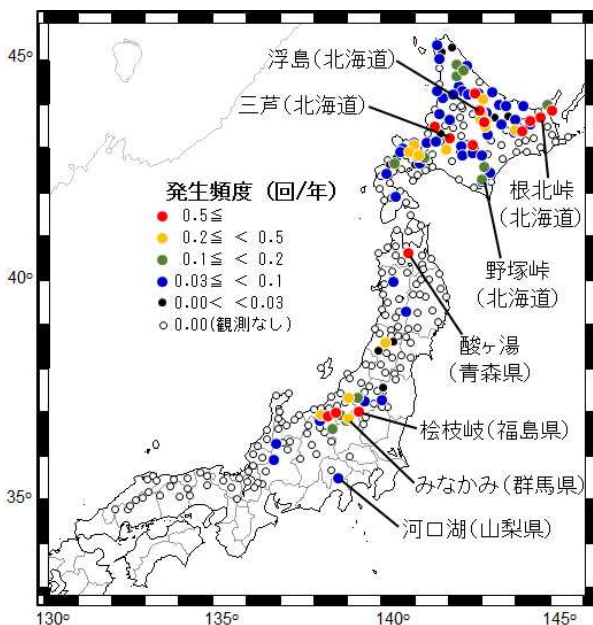 45°
40°
35°
浮島(北海道)
三芦(北海道)
発生頻度 (回/年)
0.5≦
0.2≦ < 0.5
0.1≦ < 0.2
0.03≦ < 0.1
0.00< <0.03
0.00(観測なし)
根北峠
(北海道)
野塚峠
(北海道)
酸ヶ湯
(青森県)
桧枝岐(福島県)
みなかみ(群馬県)
河口湖(山梨県)
130°
135°
140°
145°